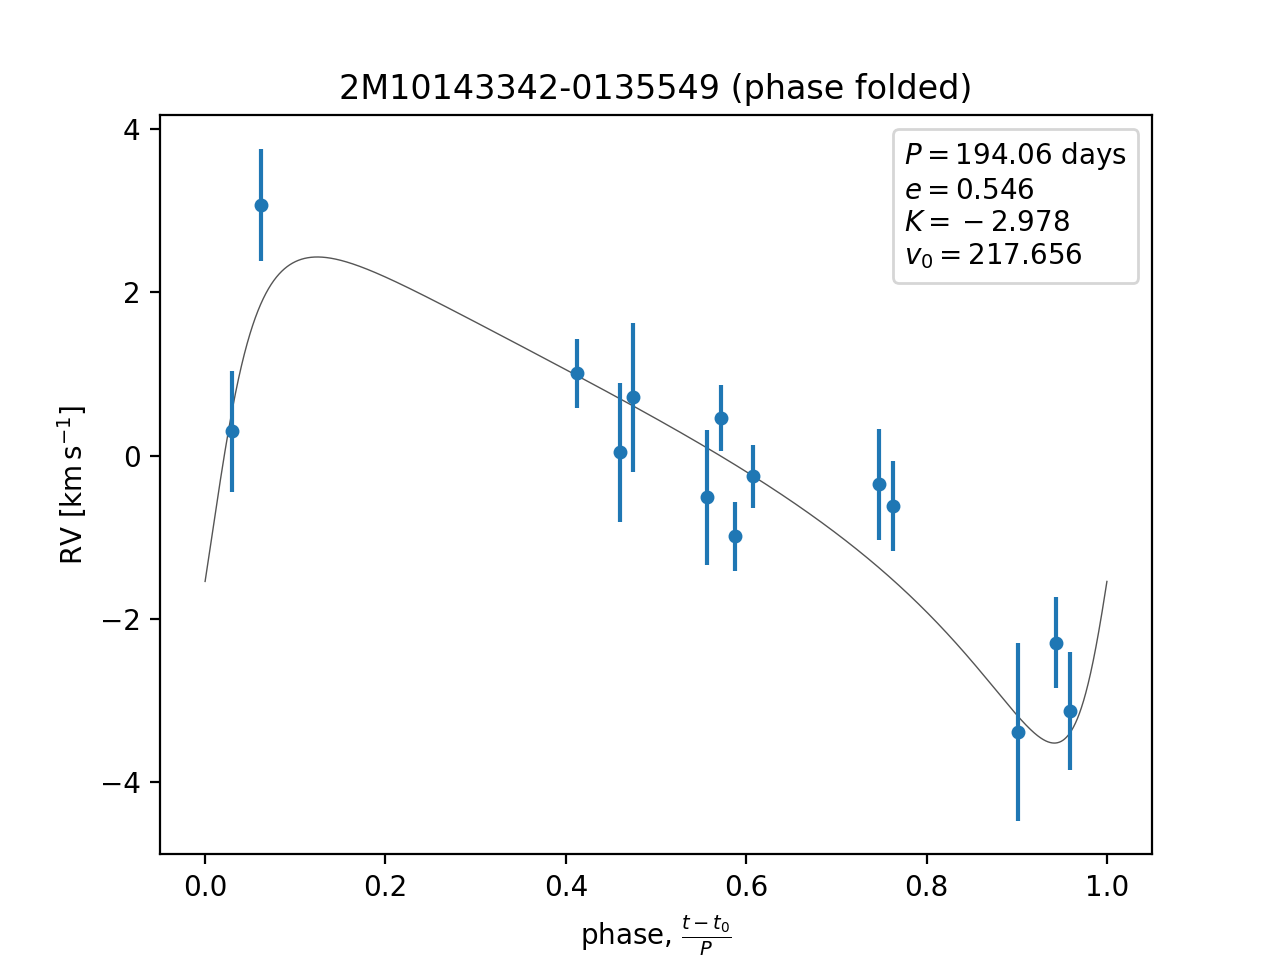 2M10143342-0135549 (phase folded)
P = 194.06 days
e = 0.546
K = −2.978
v₀ = 217.656
RV [km s⁻¹]
4
2
0
−2
−4
0.0 0.2 0.4 0.6 0.8 1.0
phase, (t − t₀)/P